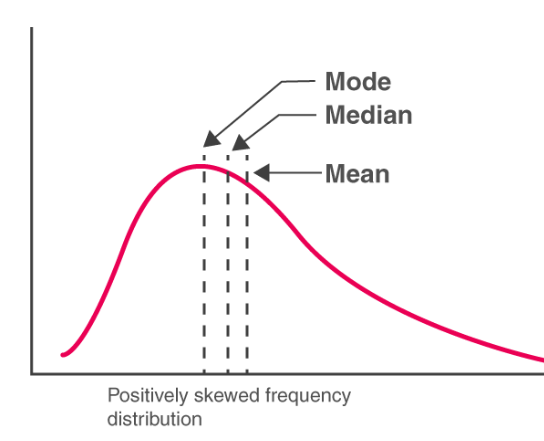 Mode
Median
Mean
Positively skewed frequency
distribution